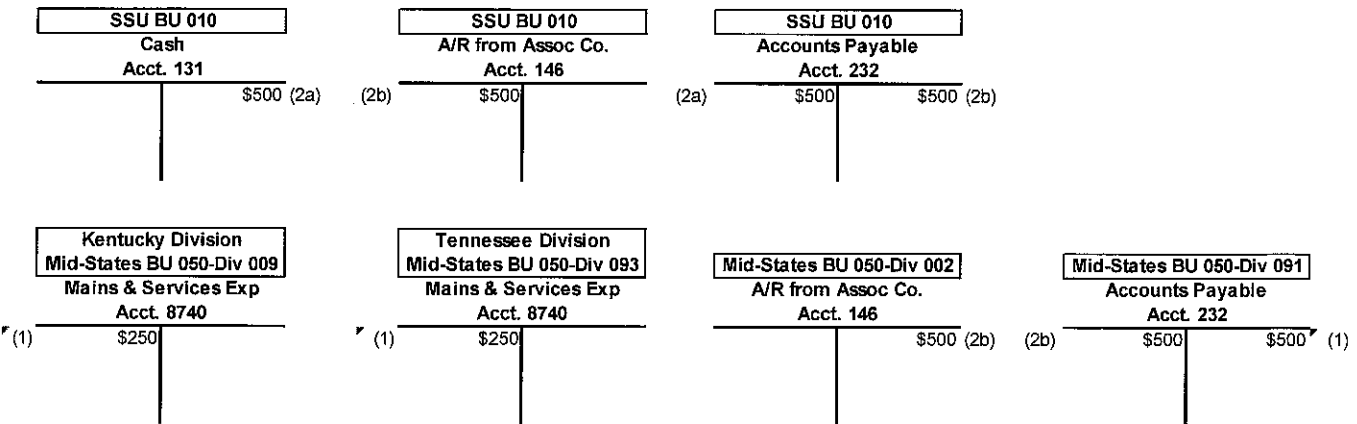 SSU BU 010
Cash
Acct. 131
$500 (2a)
SSU BU 010
A/R from Assoc Co.
Acct. 146
(2b) $500
SSU BU 010
Accounts Payable
Acct. 232
(2a) $500 $500 (2b)
Kentucky Division
Mid-States BU 050-Div 009
Mains & Services Exp
Acct. 8740
(1) $250
Tennessee Division
Mid-States BU 050-Div 093
Mains & Services Exp
Acct. 8740
(1) $250
Mid-States BU 050-Div 002
A/R from Assoc Co.
Acct. 146
$500 (2b)
Mid-States BU 050-Div 091
Accounts Payable
Acct. 232
(2b) $500 $500 (1)